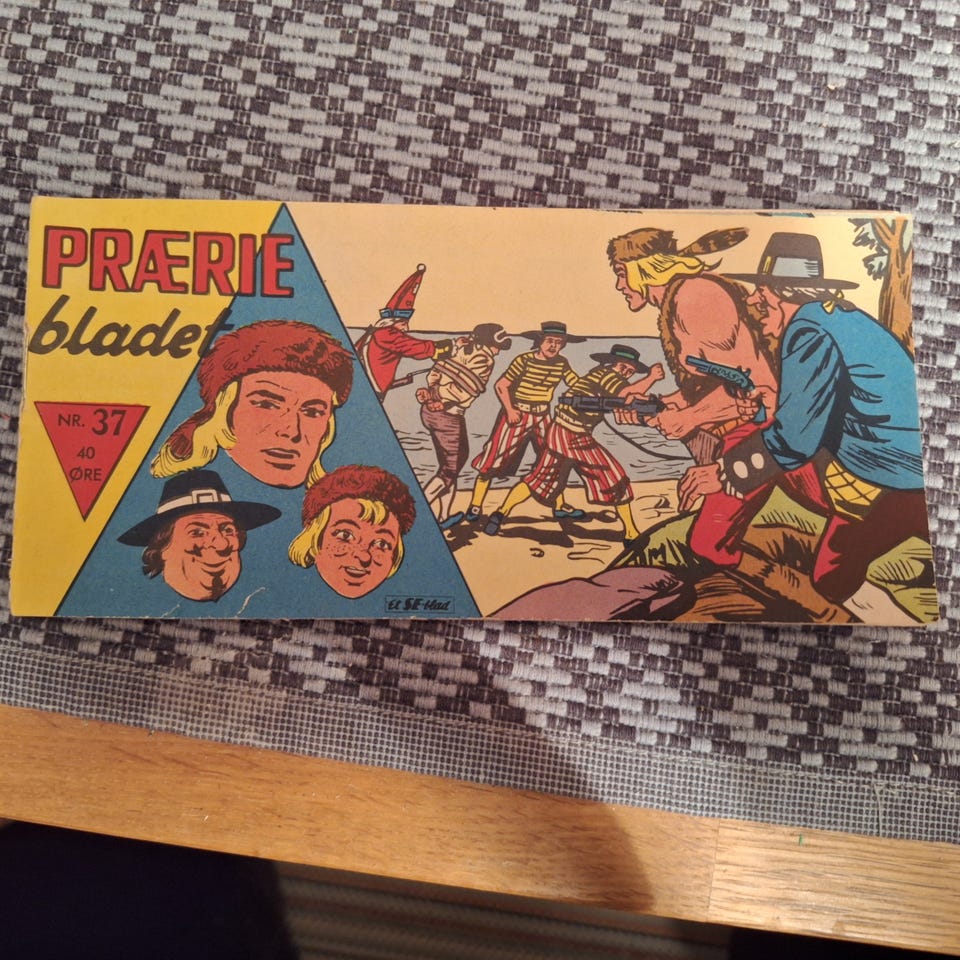 PRÆRIE
bladet
NR. 37
40
ØRE
Et SE-blad